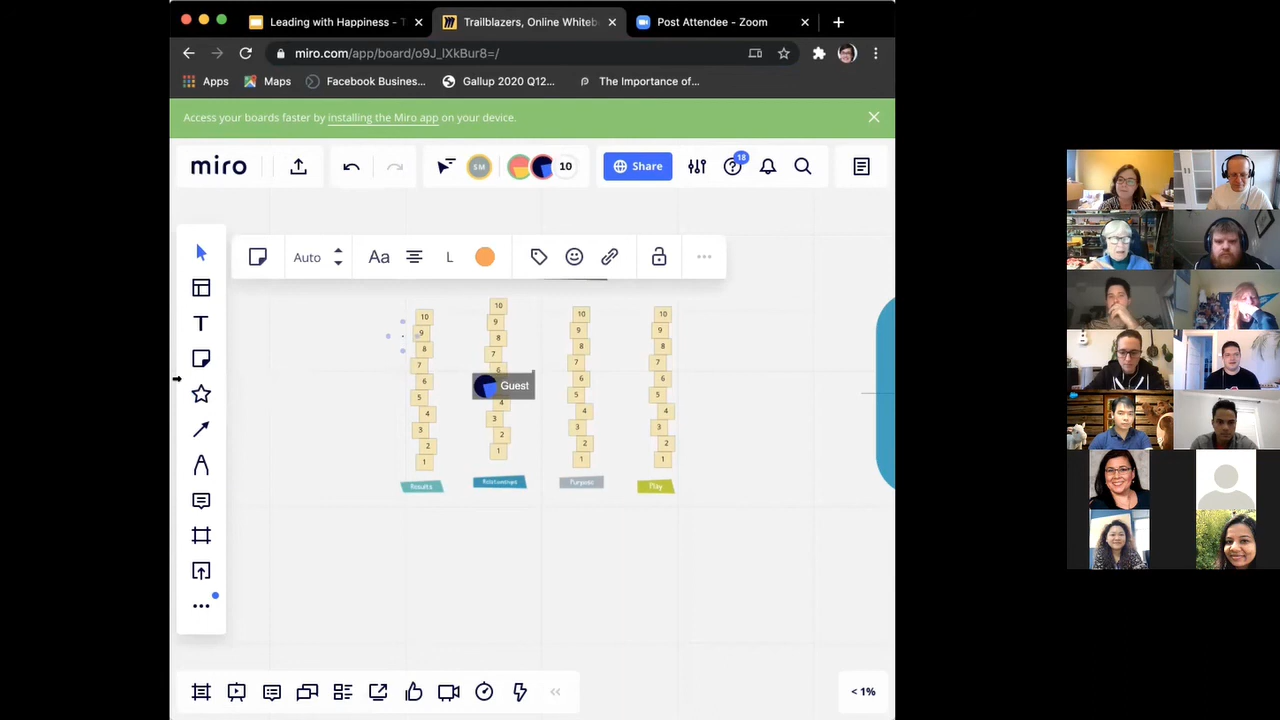 Leading with Happiness - T
Trailblazers, Online Whitebo
Post Attendee - Zoom
miro.com/app/board/o9J_lXkBur8=/
Apps
Maps
Facebook Busines...
Gallup 2020 Q12...
The Importance of...
Access your boards faster by installing the Miro app on your device.
miro
SM
10
Share
18
Auto
Aa
L
10 10 10 10
9 9 9 9
8 8 8 8
7 7 7 7
6 6 6 6
Guest
5 5 5
4 4 4 4
3 3 3 3
2 2 2 2
1 1 1 1
Results
Relationships
Purpose
Play
< 1%